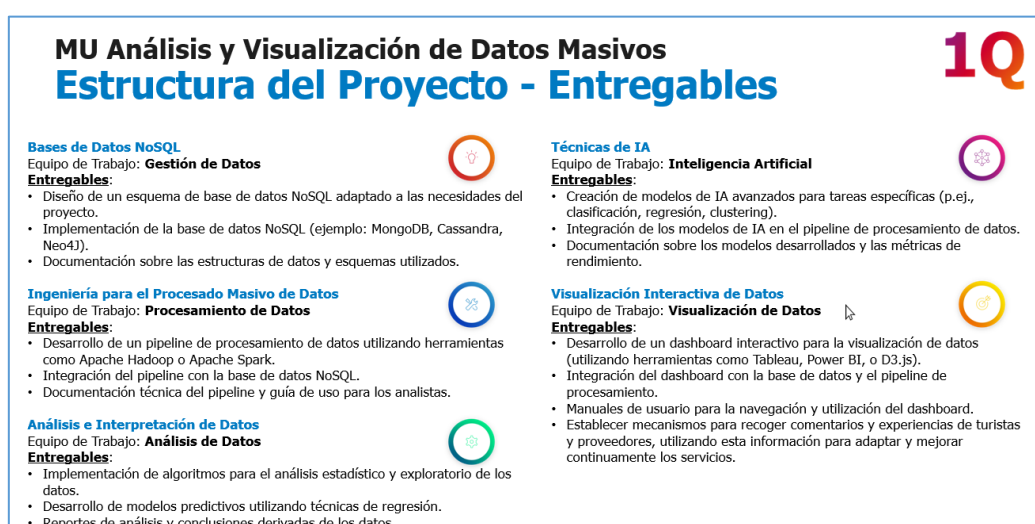 MU Análisis y Visualización de Datos Masivos
Estructura del Proyecto - Entregables
1Q
Bases de Datos NoSQL
Equipo de Trabajo: Gestión de Datos
Entregables:
• Diseño de un esquema de base de datos NoSQL adaptado a las necesidades del
proyecto.
• Implementación de la base de datos NoSQL (ejemplo: MongoDB, Cassandra,
Neo4J).
• Documentación sobre las estructuras de datos y esquemas utilizados.
Ingeniería para el Procesado Masivo de Datos
Equipo de Trabajo: Procesamiento de Datos
Entregables:
• Desarrollo de un pipeline de procesamiento de datos utilizando herramientas
como Apache Hadoop o Apache Spark.
• Integración del pipeline con la base de datos NoSQL.
• Documentación técnica del pipeline y guía de uso para los analistas.
Análisis e Interpretación de Datos
Equipo de Trabajo: Análisis de Datos
Entregables:
• Implementación de algoritmos para el análisis estadístico y exploratorio de los
datos.
• Desarrollo de modelos predictivos utilizando técnicas de regresión.
• Reportes de análisis y conclusiones derivadas de los datos.
Técnicas de IA
Equipo de Trabajo: Inteligencia Artificial
Entregables:
• Creación de modelos de IA avanzados para tareas específicas (p.ej.,
clasificación, regresión, clustering).
• Integración de los modelos de IA en el pipeline de procesamiento de datos.
• Documentación sobre los modelos desarrollados y las métricas de
rendimiento.
Visualización Interactiva de Datos
Equipo de Trabajo: Visualización de Datos
Entregables:
• Desarrollo de un dashboard interactivo para la visualización de datos
(utilizando herramientas como Tableau, Power BI, o D3.js).
• Integración del dashboard con la base de datos y el pipeline de
procesamiento.
• Manuales de usuario para la navegación y utilización del dashboard.
• Establecer mecanismos para recoger comentarios y experiencias de turistas
y proveedores, utilizando esta información para adaptar y mejorar
continuamente los servicios.